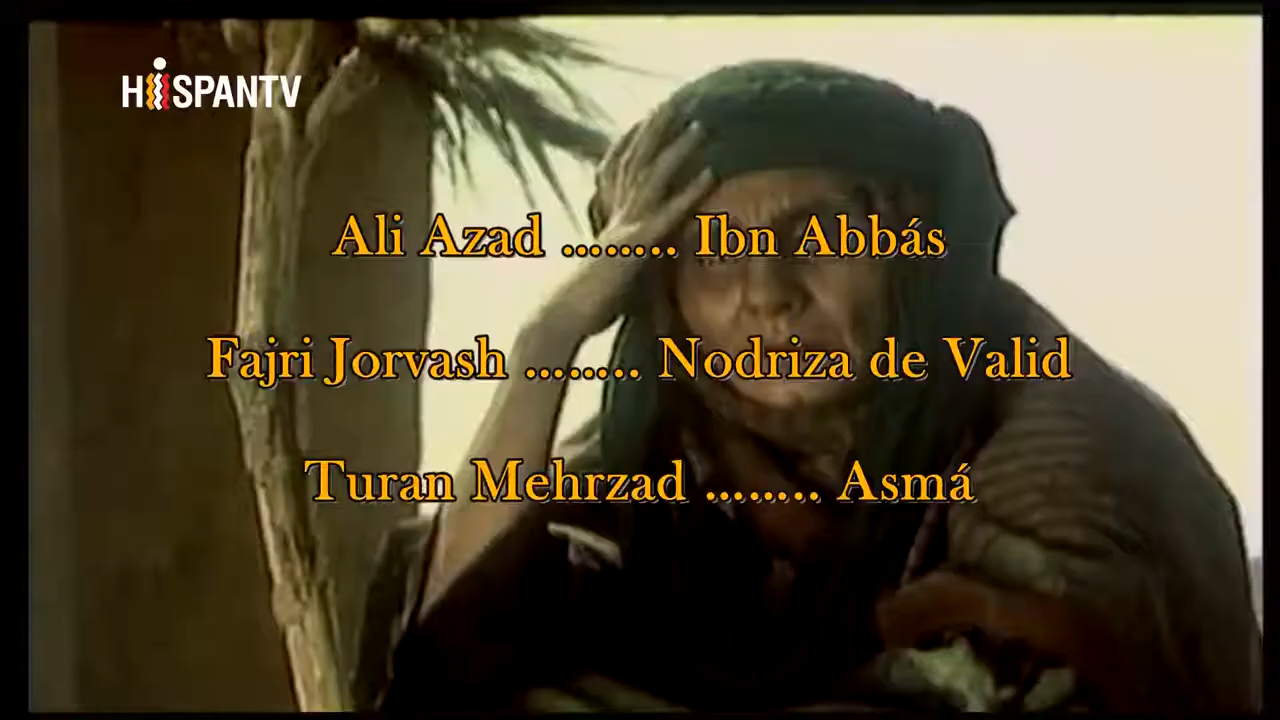 HISPANTV
Ali Azad ........ Ibn Abbás
Fajri Jorvash ........ Nodriza de Valid
Turan Mehrzad ........ Asmá